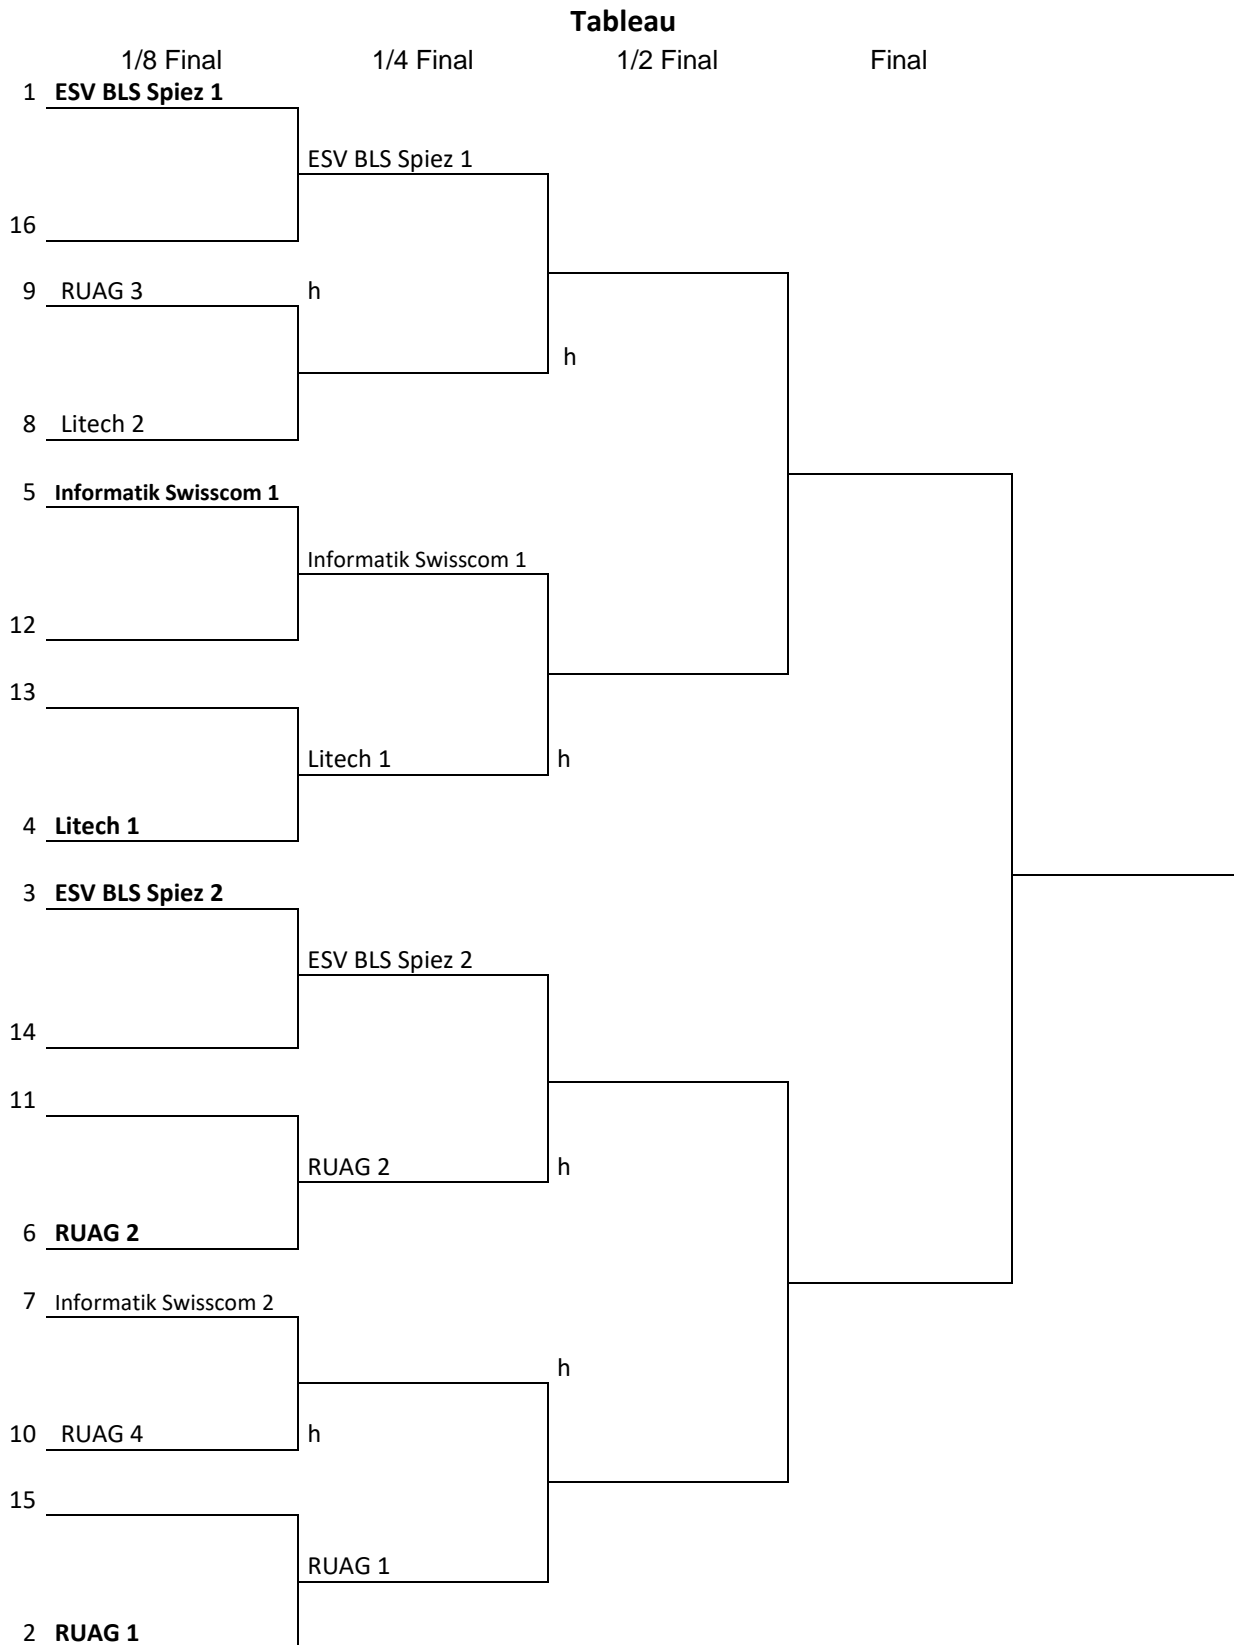 Tableau
1/8 Final 1/4 Final 1/2 Final Final
1 ESV BLS Spiez 1
ESV BLS Spiez 1
16
9 RUAG 3 h
h
8 Litech 2
5 Informatik Swisscom 1
Informatik Swisscom 1
12
13
Litech 1 h
4 Litech 1
3 ESV BLS Spiez 2
ESV BLS Spiez 2
14
11
RUAG 2 h
6 RUAG 2
7 Informatik Swisscom 2
h
10 RUAG 4 h
15
RUAG 1
2 RUAG 1